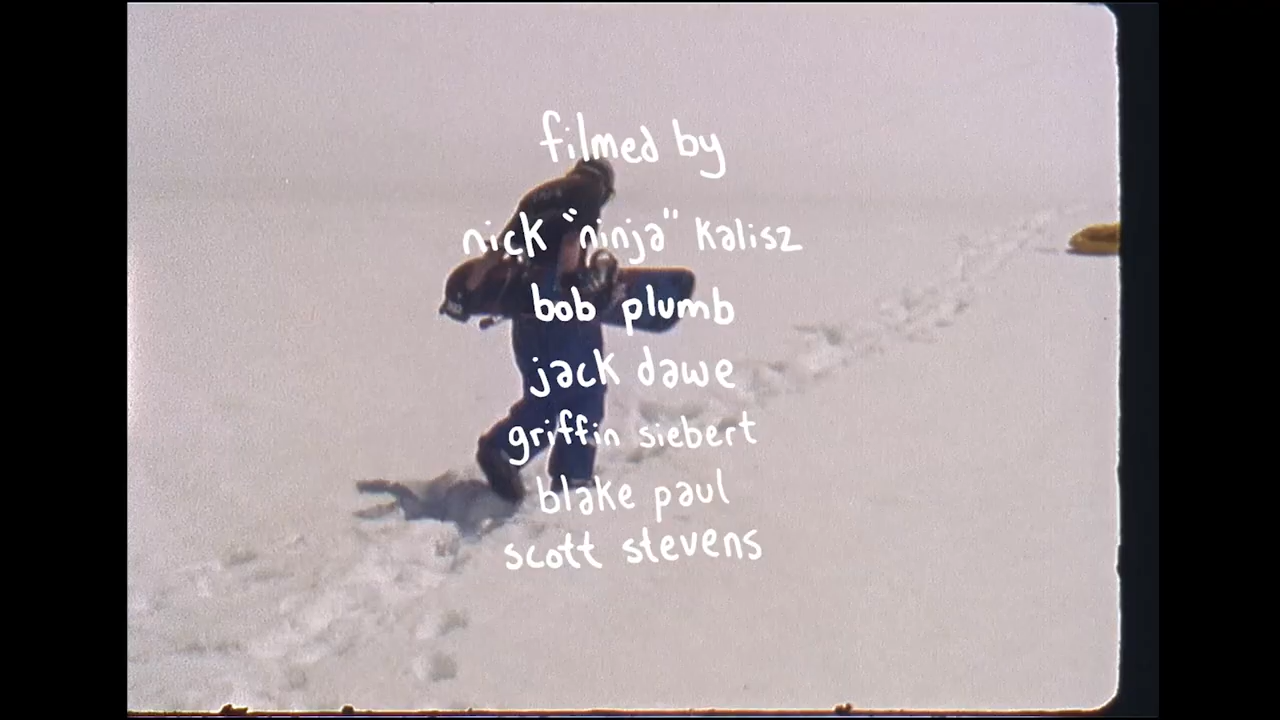 filmed by
nick "ninja" kalisz
bob plumb
jack dawe
griffin siebert
blake paul
scott stevens